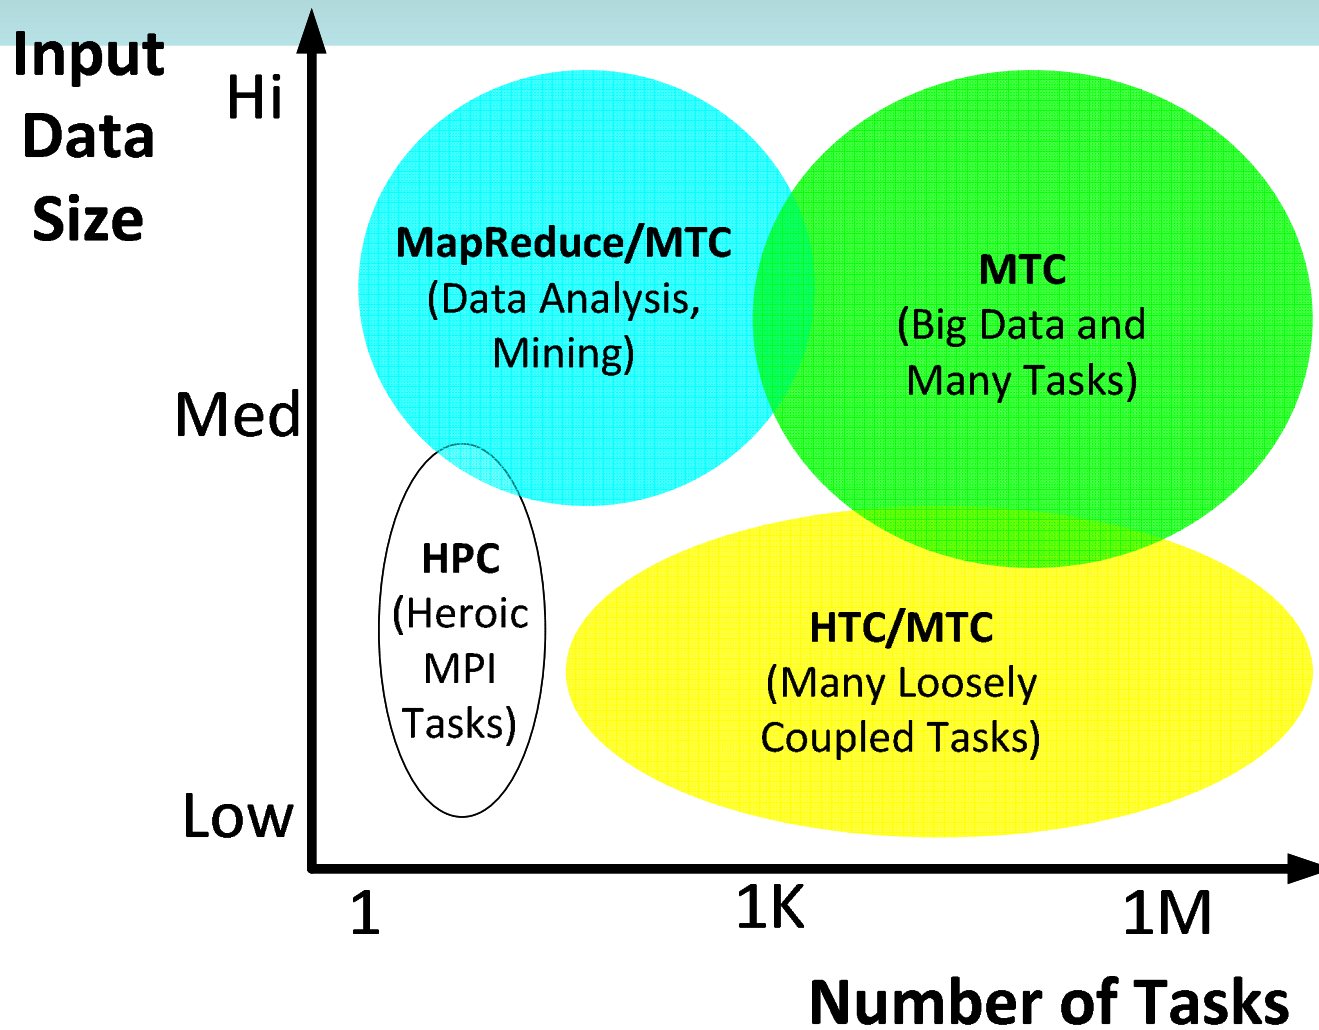 Input
Data
Size
Hi
Med
Low
MapReduce/MTC
(Data Analysis,
Mining)
MTC
(Big Data and
Many Tasks)
HPC
(Heroic
MPI
Tasks)
HTC/MTC
(Many Loosely
Coupled Tasks)
1
1K
1M
Number of Tasks